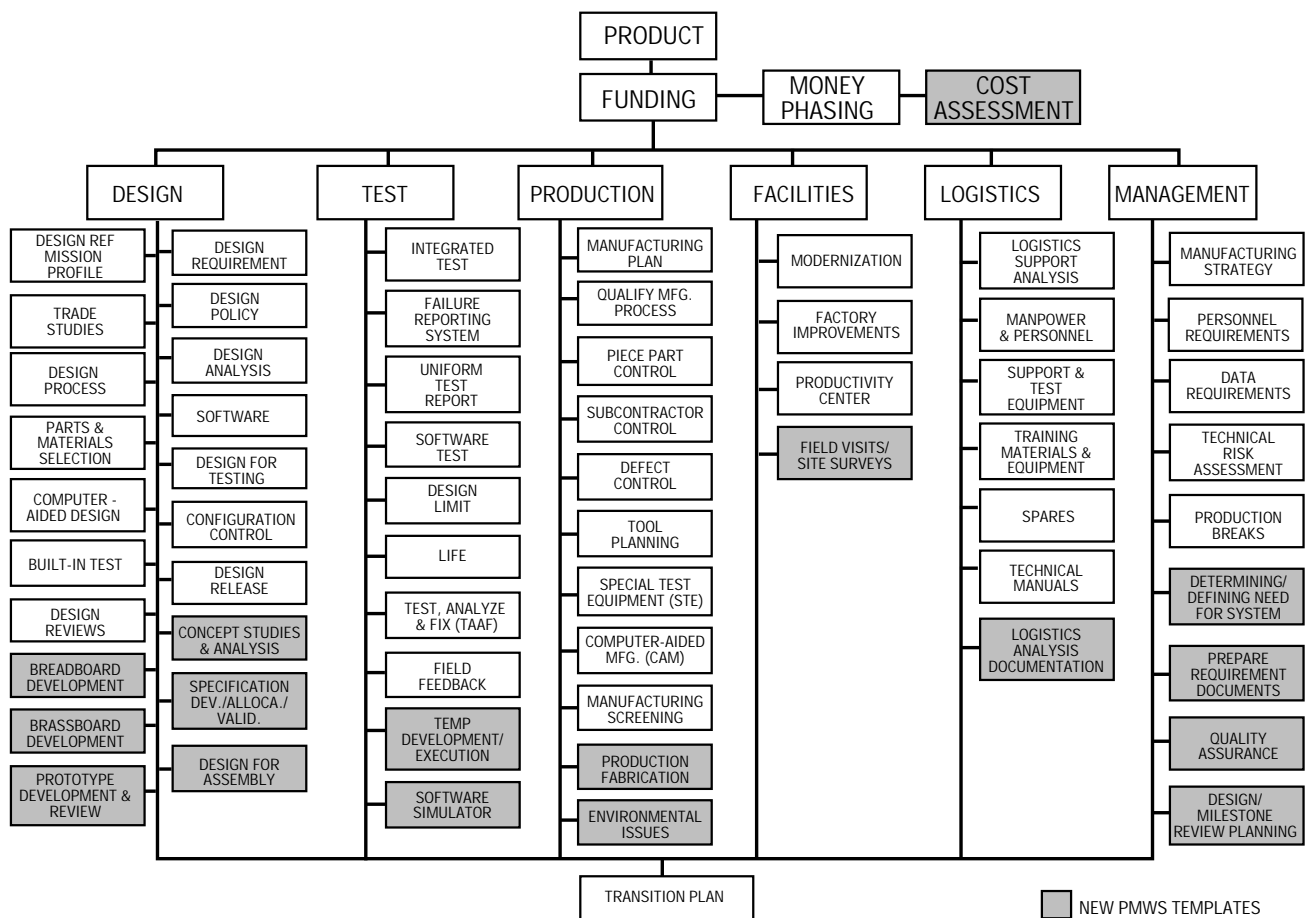 PRODUCT
FUNDING
MONEY
PHASING
COST
ASSESSMENT
DESIGN
TEST
PRODUCTION
FACILITIES
LOGISTICS
MANAGEMENT
DESIGN REF
MISSION
PROFILE
TRADE
STUDIES
DESIGN
PROCESS
PARTS &
MATERIALS
SELECTION
COMPUTER -
AIDED DESIGN
BUILT-IN TEST
DESIGN
REVIEWS
BREADBOARD
DEVELOPMENT
BRASSBOARD
DEVELOPMENT
PROTOTYPE
DEVELOPMENT &
REVIEW
DESIGN
REQUIREMENT
DESIGN
POLICY
DESIGN
ANALYSIS
SOFTWARE
DESIGN FOR
TESTING
CONFIGURATION
CONTROL
DESIGN
RELEASE
CONCEPT STUDIES
& ANALYSIS
SPECIFICATION
DEV./ALLOCA./
VALID.
DESIGN FOR
ASSEMBLY
INTEGRATED
TEST
FAILURE
REPORTING
SYSTEM
UNIFORM
TEST
REPORT
SOFTWARE
TEST
DESIGN
LIMIT
LIFE
TEST, ANALYZE
& FIX (TAAF)
FIELD
FEEDBACK
TEMP
DEVELOPMENT/
EXECUTION
SOFTWARE
SIMULATOR
MANUFACTURING
PLAN
QUALIFY MFG.
PROCESS
PIECE PART
CONTROL
SUBCONTRACTOR
CONTROL
DEFECT
CONTROL
TOOL
PLANNING
SPECIAL TEST
EQUIPMENT (STE)
COMPUTER-AIDED
MFG. (CAM)
MANUFACTURING
SCREENING
PRODUCTION
FABRICATION
ENVIRONMENTAL
ISSUES
MODERNIZATION
FACTORY
IMPROVEMENTS
PRODUCTIVITY
CENTER
FIELD VISITS/
SITE SURVEYS
LOGISTICS
SUPPORT
ANALYSIS
MANPOWER
& PERSONNEL
SUPPORT &
TEST
EQUIPMENT
TRAINING
MATERIALS &
EQUIPMENT
SPARES
TECHNICAL
MANUALS
LOGISTICS
ANALYSIS
DOCUMENTATION
MANUFACTURING
STRATEGY
PERSONNEL
REQUIREMENTS
DATA
REQUIREMENTS
TECHNICAL
RISK
ASSESSMENT
PRODUCTION
BREAKS
DETERMINING/
DEFINING NEED
FOR SYSTEM
PREPARE
REQUIREMENT
DOCUMENTS
QUALITY
ASSURANCE
DESIGN/
MILESTONE
REVIEW PLANNING
TRANSITION PLAN
NEW PMWS TEMPLATES